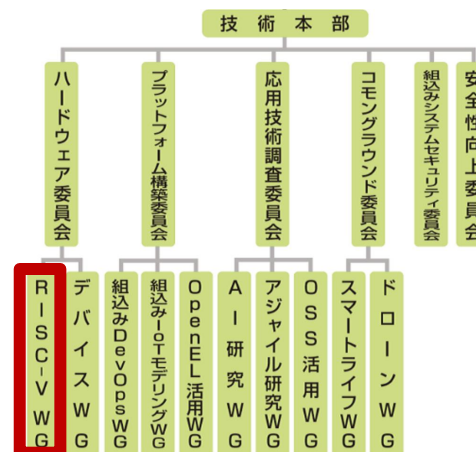 技術本部
ハードウェア委員会
プラットフォーム構築委員会
応用技術調査委員会
コモングラウンド委員会
組込みシステムセキュリティ委員会
安全性向上委員会
RISC-V WG
デバイスWG
組込みDevOpsWG
組込みIoTモデリングWG
OpenEL活用WG
AI研究WG
アジャイル研究WG
OSS活用WG
スマートライフWG
ドローンWG